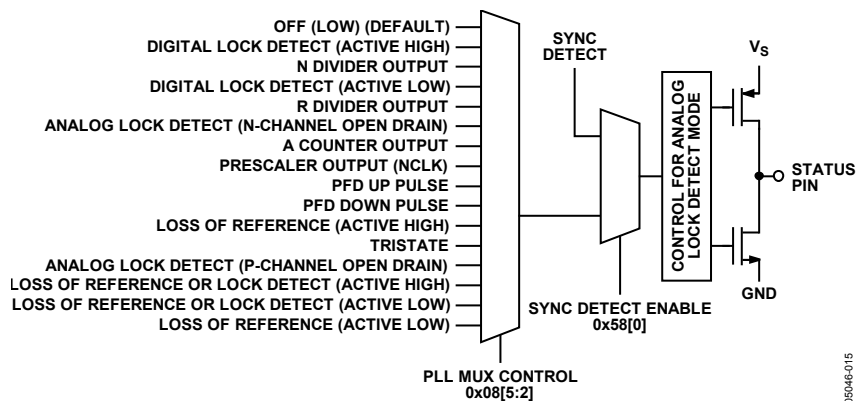 OFF (LOW) (DEFAULT)
DIGITAL LOCK DETECT (ACTIVE HIGH)
N DIVIDER OUTPUT
DIGITAL LOCK DETECT (ACTIVE LOW)
R DIVIDER OUTPUT
ANALOG LOCK DETECT (N-CHANNEL OPEN DRAIN)
A COUNTER OUTPUT
PRESCALER OUTPUT (NCLK)
PFD UP PULSE
PFD DOWN PULSE
LOSS OF REFERENCE (ACTIVE HIGH)
TRISTATE
ANALOG LOCK DETECT (P-CHANNEL OPEN DRAIN)
LOSS OF REFERENCE OR LOCK DETECT (ACTIVE HIGH)
LOSS OF REFERENCE OR LOCK DETECT (ACTIVE LOW)
LOSS OF REFERENCE (ACTIVE LOW)
PLL MUX CONTROL
0x08[5:2]
SYNC
DETECT
SYNC DETECT ENABLE
0x58[0]
CONTROL FOR ANALOG
LOCK DETECT MODE
VS
STATUS
PIN
GND
05046-015